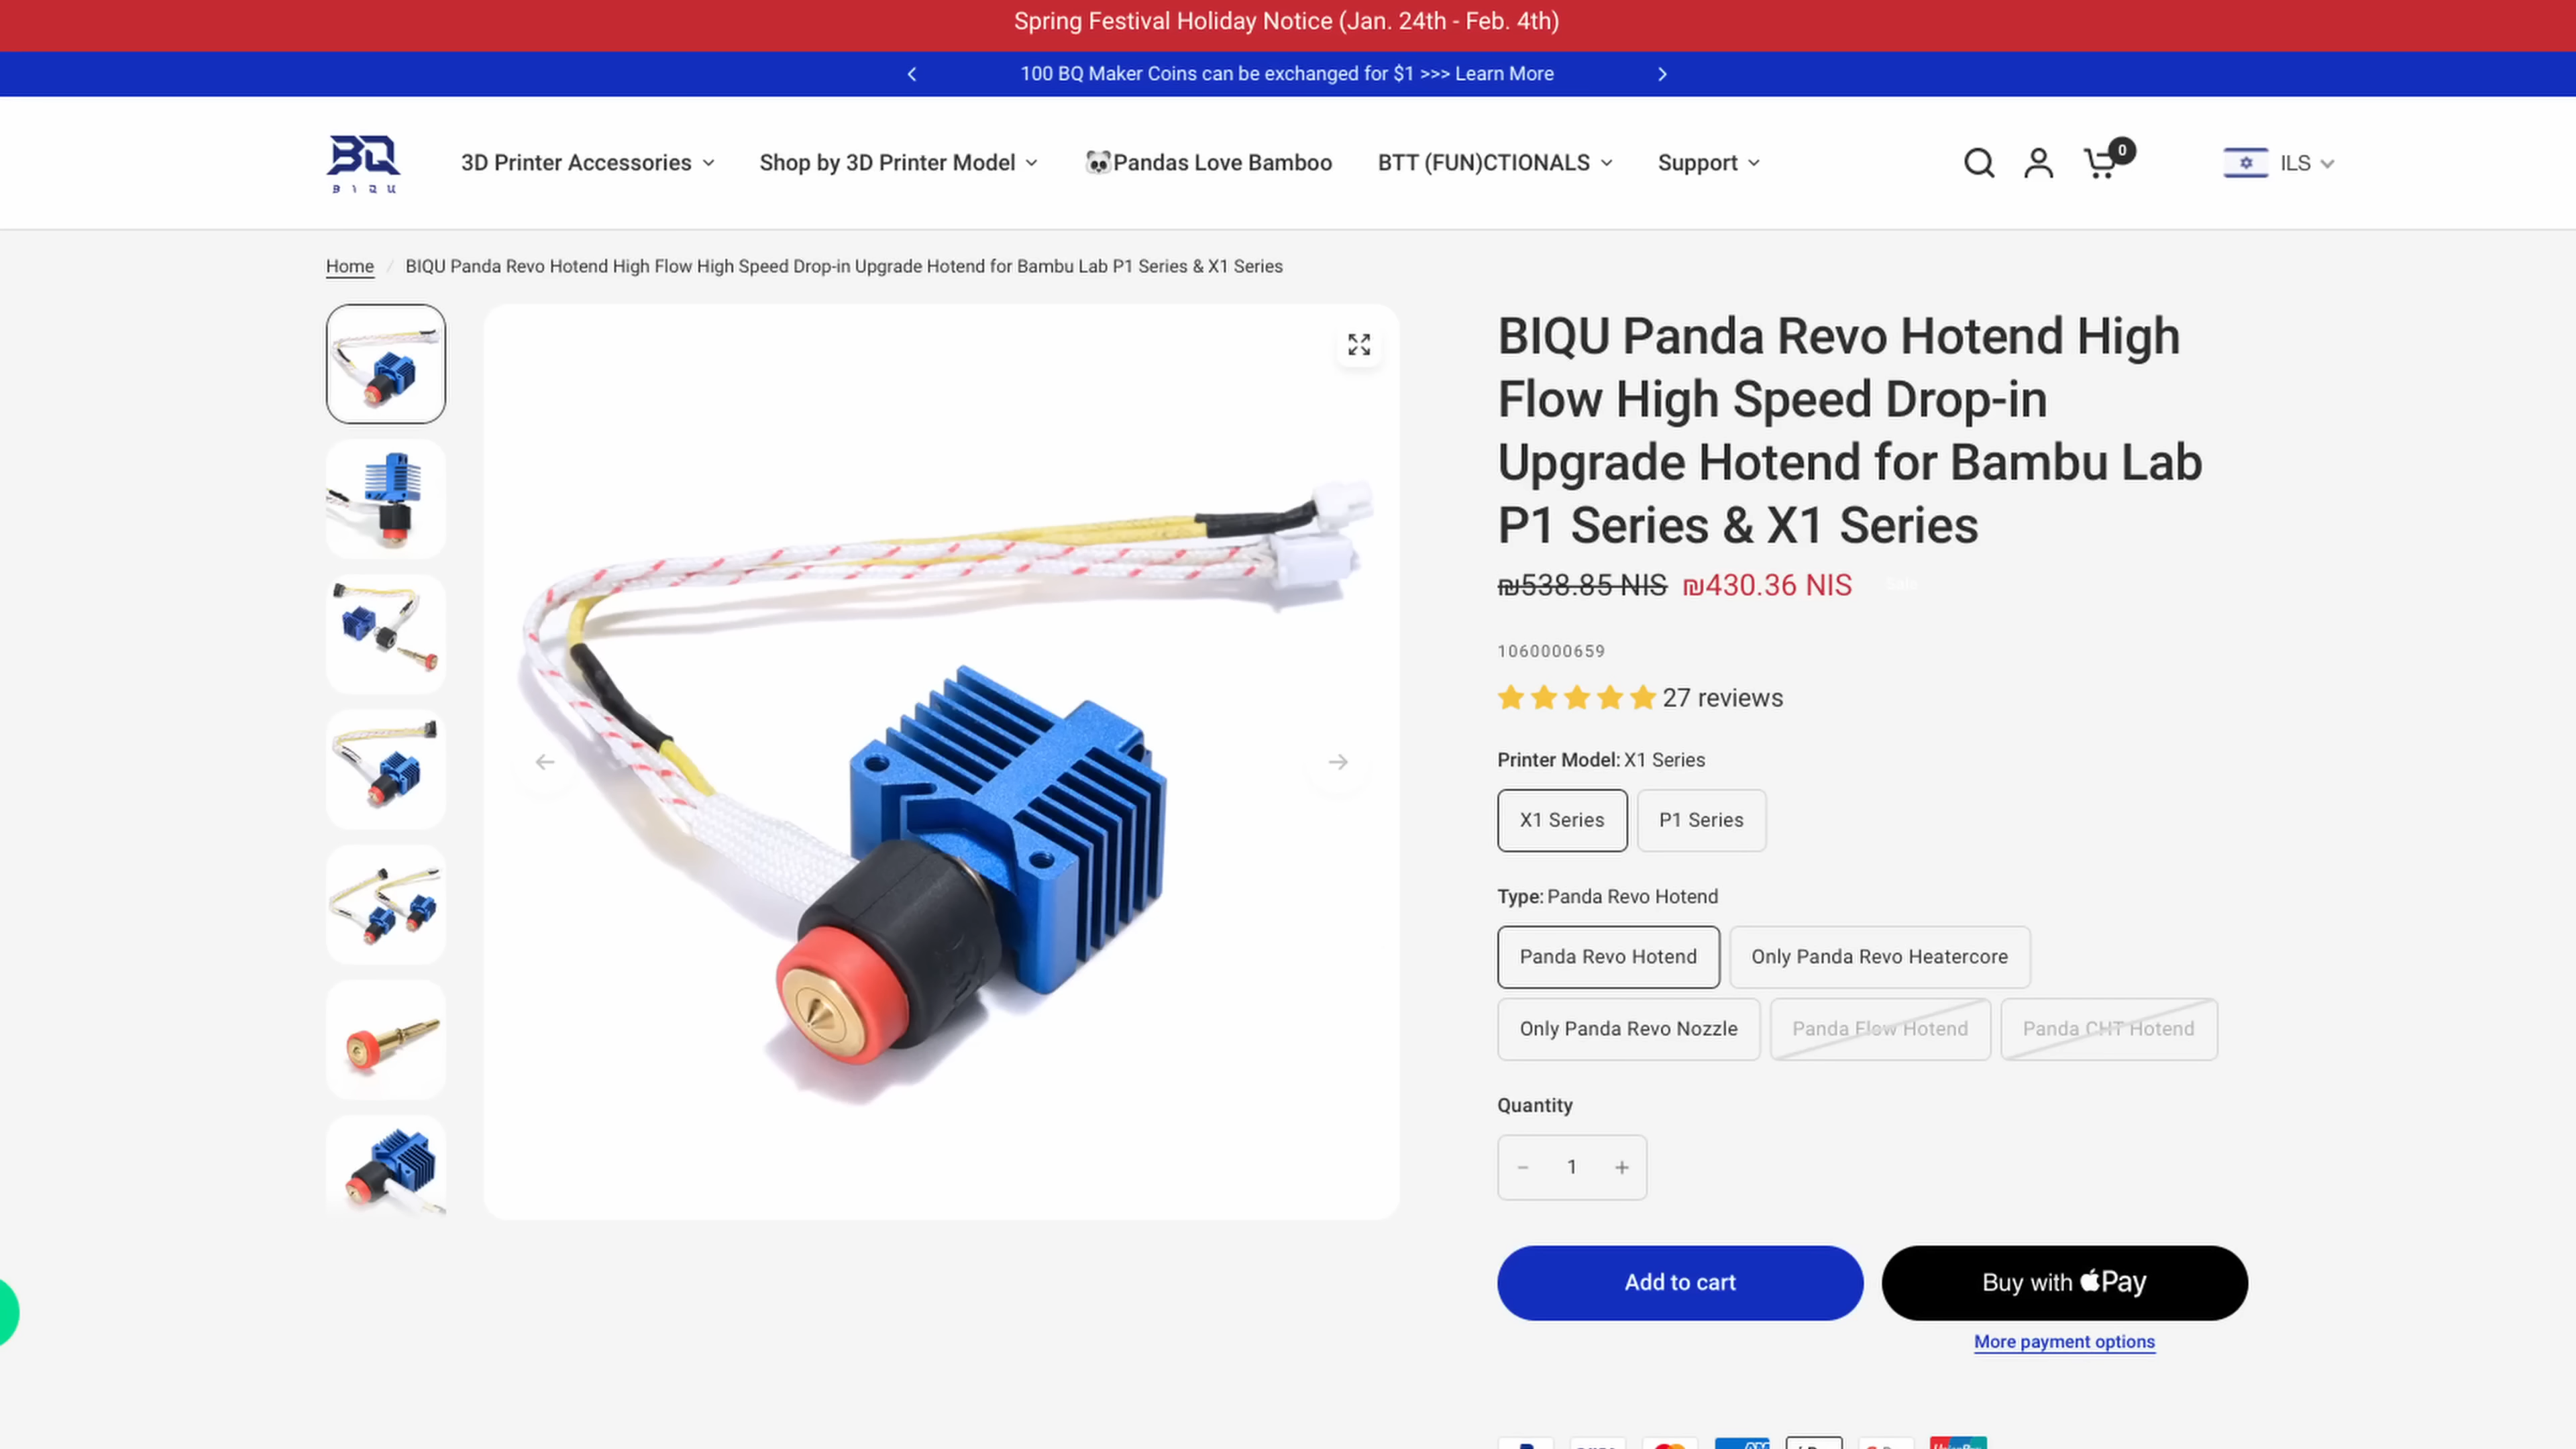 Spring Festival Holiday Notice (Jan. 24th - Feb. 4th)
100 BQ Maker Coins can be exchanged for $1 >>> Learn More
BQ
BIQU
3D Printer Accessories
Shop by 3D Printer Model
🐼Pandas Love Bamboo
BTT (FUN)CTIONALS
Support
0
ILS
Home / BIQU Panda Revo Hotend High Flow High Speed Drop-in Upgrade Hotend for Bambu Lab P1 Series & X1 Series
BIQU Panda Revo Hotend High
Flow High Speed Drop-in
Upgrade Hotend for Bambu Lab
P1 Series & X1 Series
₪538.85 NIS ₪430.36 NIS Sale
1060000659
27 reviews
Printer Model: X1 Series
X1 Series
P1 Series
Type: Panda Revo Hotend
Panda Revo Hotend
Only Panda Revo Heatercore
Only Panda Revo Nozzle
Panda Flow Hotend
Panda CHT Hotend
Quantity
− 1 +
Add to cart
Buy with Pay
More payment options